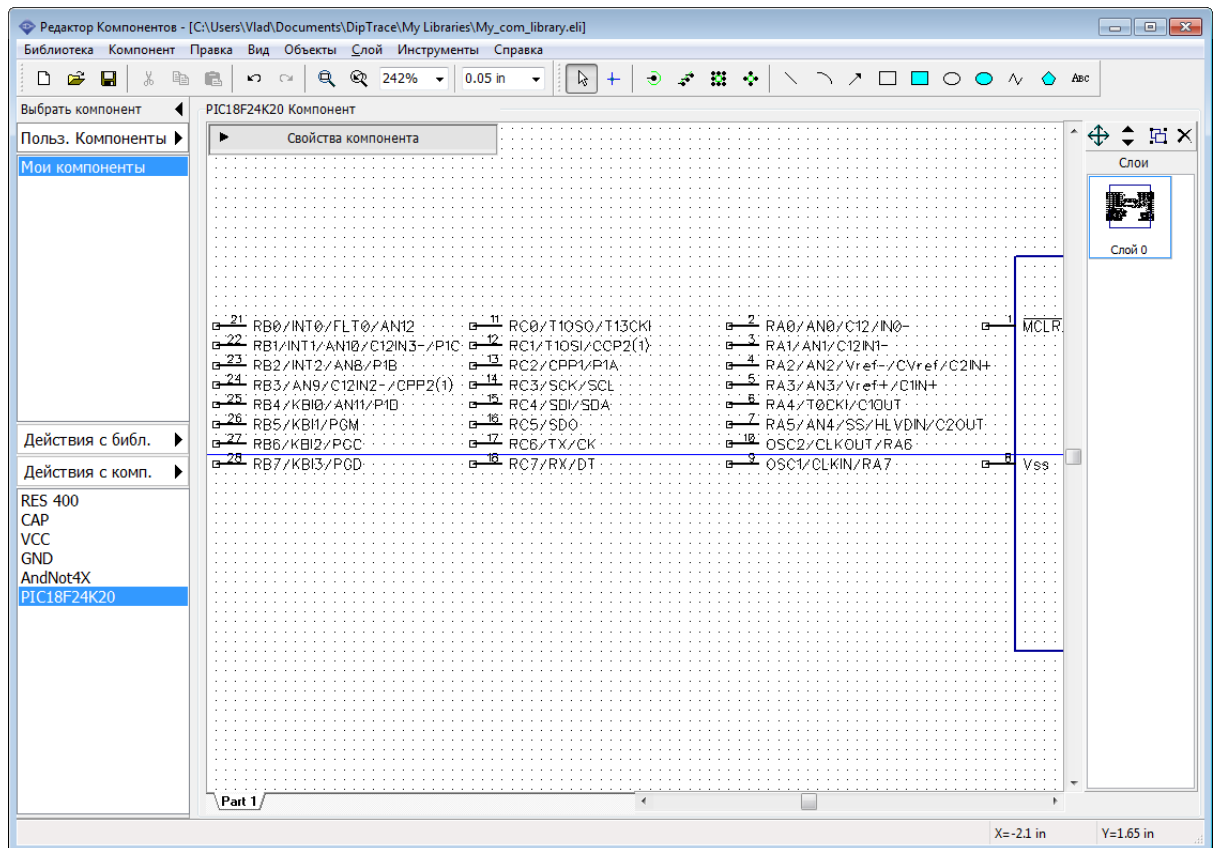 Редактор Компонентов - [C:\Users\Vlad\Documents\DipTrace\My Libraries\My_com_library.eli]
Библиотека Компонент Правка Вид Объекты Слой Инструменты Справка
242% 0.05 in ABC
Выбрать компонент
PIC18F24K20 Компонент
Польз. Компоненты
Свойства компонента
Мои компоненты
Слои
Слой 0
21 RB0/INT0/FLT0/AN12 11 RC0/T1OSO/T13CKI 2 RA0/AN0/C12/IN0- 1 MCLR
22 RB1/INT1/AN10/C12IN3-/P1C 12 RC1/T1OSI/CCP2(1) 3 RA1/AN1/C12IN1-
23 RB2/INT2/AN8/P1B 13 RC2/CPP1/P1A 4 RA2/AN2/Vref-/CVref/C2IN+
24 RB3/AN9/C12IN2-/CPP2(1) 14 RC3/SCK/SCL 5 RA3/AN3/Vref+/C1IN+
25 RB4/KBI0/AN11/P1D 15 RC4/SDI/SDA 6 RA4/T0CKI/C1OUT
26 RB5/KBI1/PGM 16 RC5/SDO 7 RA5/AN4/SS/HLVDIN/C2OUT
27 RB6/KBI2/PGC 17 RC6/TX/CK 10 OSC2/CLKOUT/RA6
28 RB7/KBI3/PGD 18 RC7/RX/DT 9 OSC1/CLKIN/RA7 8 Vss
Действия с библ.
Действия с комп.
RES 400
CAP
VCC
GND
AndNot4X
PIC18F24K20
Part 1
X=-2.1 in Y=1.65 in